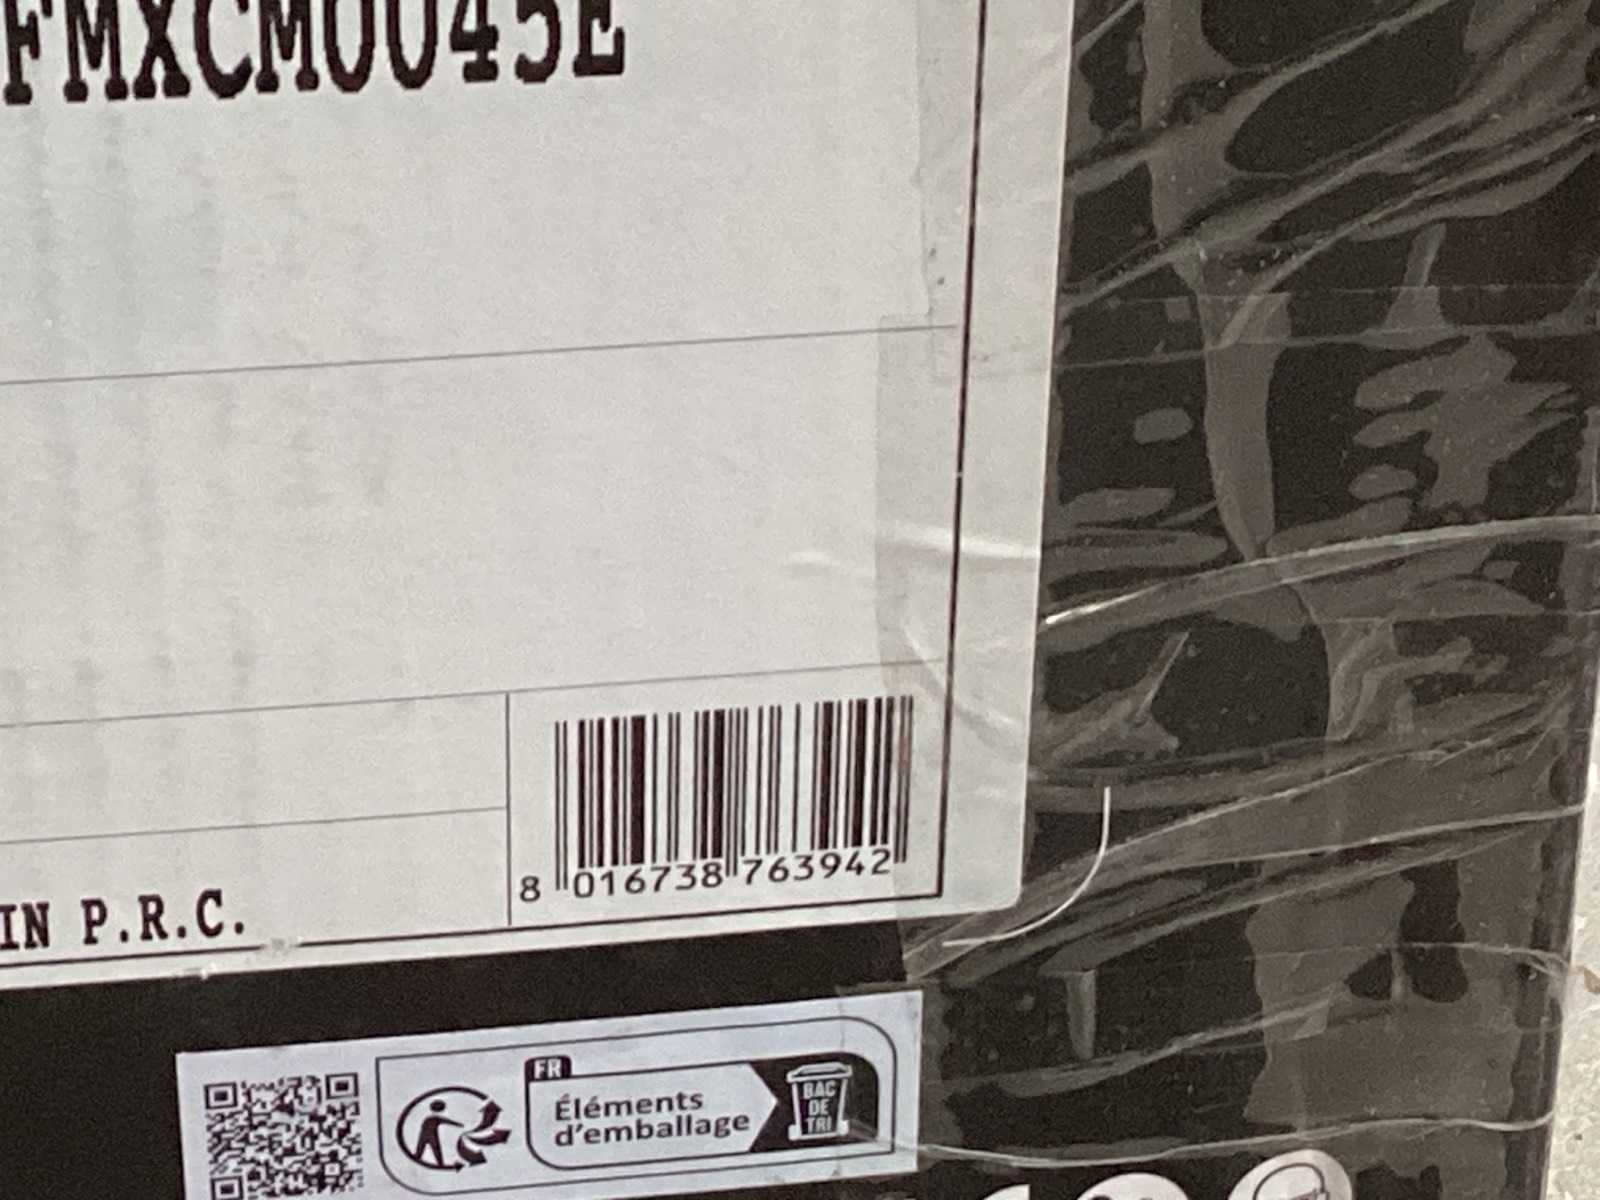 FMXCM0045E
8 016738 763942
IN P.R.C.
FR
Éléments
d'emballage
BAC
DE
TRI